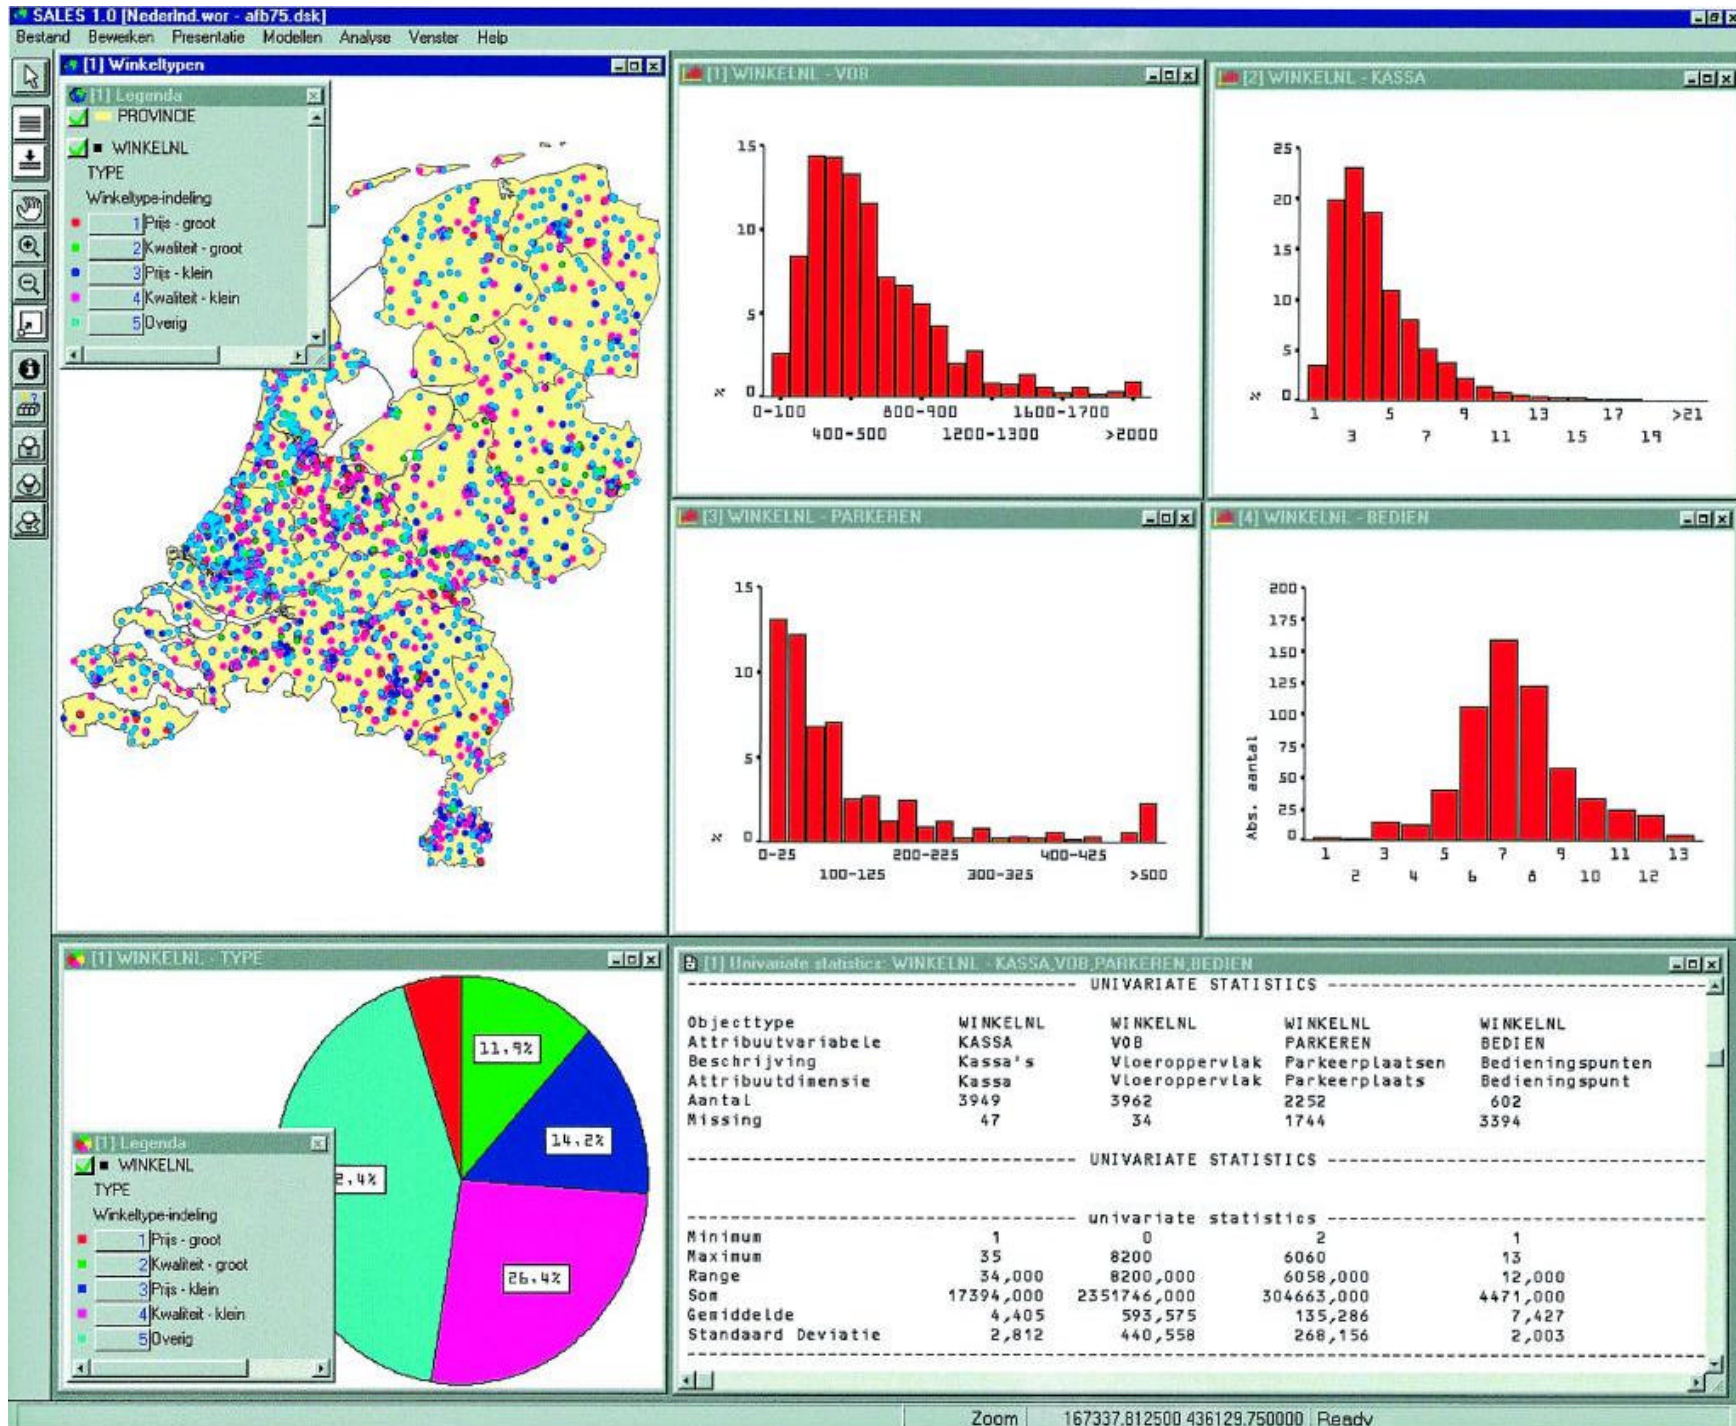 SALES 1.0 [Nederlnd.wor - afb75.dsk]
Bestand Bewerken Presentatie Modellen Analyse Venster Help
[1] Winkeltypen
[1] Legenda
PROVINCIE
WINKELNL
TYPE
Winkeltype-indeling
1 Prijs - groot
2 Kwaliteit - groot
3 Prijs - klein
4 Kwaliteit - klein
5 Overig
[1] WINKELNL - VOB
15
10
5
% 0
0-100 800-900 1600-1700
400-500 1200-1300 >2000
[2] WINKELNL - KASSA
25
20
15
10
5
% 0
1 5 9 13 17 >21
3 7 11 15 19
[3] WINKELNL - PARKEREN
15
10
5
% 0
0-25 200-225 400-425
100-125 300-325 >500
[4] WINKELNL - BEDIEN
200
175
150
125
100
75
50
25
0
Abs. aantal
1 3 5 7 9 11 13
2 4 6 8 10 12
[1] WINKELNL - TYPE
11.9%
14.2%
2.4%
26.4%
[1] Legenda
WINKELNL
TYPE
Winkeltype-indeling
1 Prijs - groot
2 Kwaliteit - groot
3 Prijs - klein
4 Kwaliteit - klein
5 Overig
[1] Univariate statistics: WINKELNL - KASSA,VOB,PARKEREN,BEDIEN
UNIVARIATE STATISTICS
Objecttype WINKELNL WINKELNL WINKELNL WINKELNL
Attribuutvariabele KASSA VOB PARKEREN BEDIEN
Beschrijving Kassa's Vloeroppervlak Parkeerplaatsen Bedieningspunten
Attribuutdimensie Kassa Vloeroppervlak Parkeerplaats Bedieningspunt
Aantal 3949 3962 2252 602
Missing 47 34 1744 3394
UNIVARIATE STATISTICS
univariate statistics
Minimum 1 0 2 1
Maximum 35 8200 6060 13
Range 34,000 8200,000 6058,000 12,000
Som 17394,000 2351746,000 304663,000 4471,000
Gemiddelde 4,405 593,575 135,286 7,427
Standaard Deviatie 2,812 440,558 268,156 2,003
Zoom 167337.812500 436129.750000 Ready